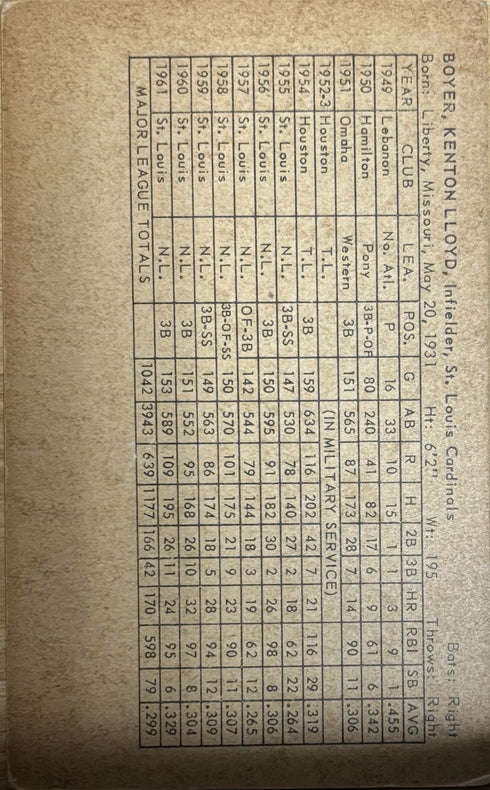 BOYER, KENTON LLOYD, Infielder, St. Louis Cardinals Bats: Right
Born: Liberty, Missouri, May 20, 1931 Ht: 6'2" Wt: 195 Throws: Right
YEAR CLUB LEA. POS. G AB R H 2B 3B HR RBI SB AVG
1949 Lebanon No. Atl. P 16 33 10 15 1 1 3 9 1 .455
1950 Hamilton Pony 3B-P-OF 80 240 41 82 17 6 9 61 6 .342
1951 Omaha Western 3B 151 565 87 173 28 7 14 90 11 .306
1952-3 Houston T.L. (IN MILITARY SERVICE)
1954 Houston T.L. 3B 159 634 116 202 42 7 21 116 29 .319
1955 St. Louis N.L. 3B-SS 147 530 78 140 27 2 18 62 22 .264
1956 St. Louis N.L. 3B 150 595 91 182 30 2 26 98 8 .306
1957 St. Louis N.L. OF-3B 142 544 79 144 18 3 19 62 12 .265
1958 St. Louis N.L. 3B-OF-SS 150 570 101 175 21 9 23 90 11 .307
1959 St. Louis N.L. 3B-SS 149 563 86 174 18 5 28 94 12 .309
1960 St. Louis N.L. 3B 151 552 95 168 26 10 32 97 8 .304
1961 St. Louis N.L. 3B 153 589 109 195 26 11 24 95 6 .329
MAJOR LEAGUE TOTALS 1042 3943 639 1177 166 42 170 598 79 .299